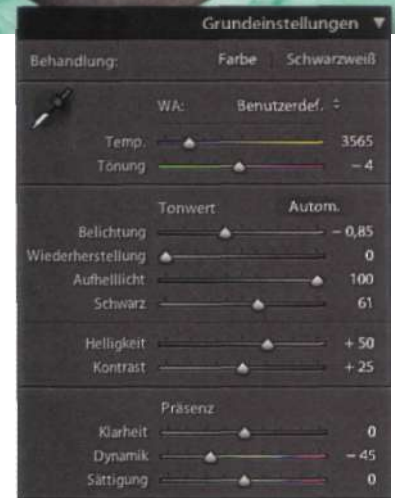 Grundeinstellungen
Behandlung: Farbe Schwarzweiß
WA: Benutzerdef.
Temp. 3565
Tönung – 4
Tonwert Autom.
Belichtung – 0,85
Wiederherstellung 0
Aufhelllicht 100
Schwarz 61
Helligkeit + 50
Kontrast + 25
Präsenz
Klarheit 0
Dynamik – 45
Sättigung 0